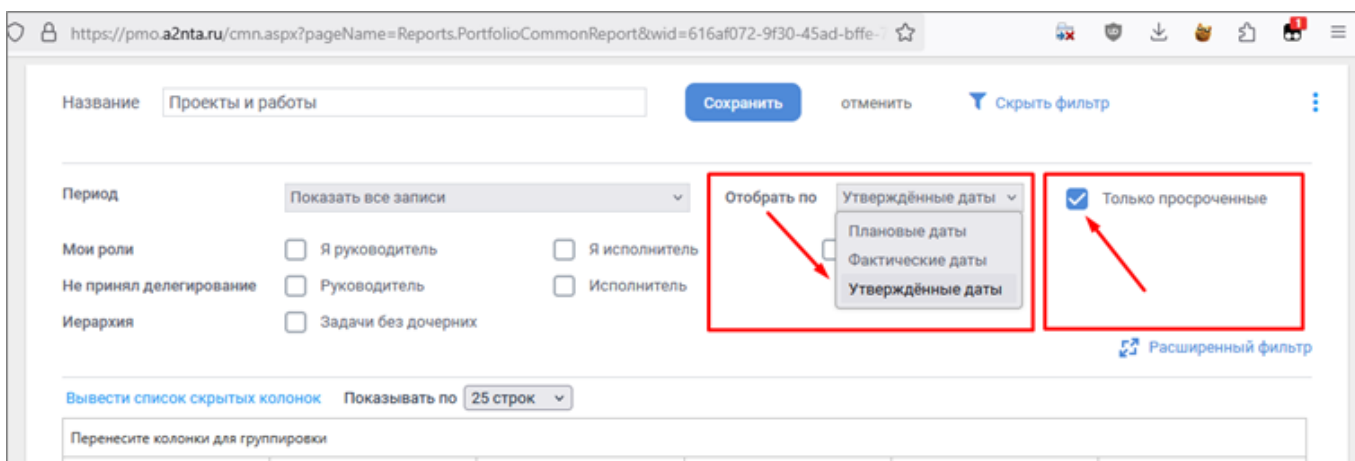 https://pmo.a2nta.ru/cmn.aspx?pageName=Reports.PortfolioCommonReport&wid=616af072-9f30-45ad-bffe-7
1
Название Проекты и работы Сохранить отменить Скрыть фильтр
Период Показать все записи Отобрать по Утверждённые даты Только просроченные
Плановые даты
Мои роли Я руководитель Я исполнитель
Фактические даты
Не принял делегирование Руководитель Исполнитель Утверждённые даты
Иерархия Задачи без дочерних
Расширенный фильтр
Вывести список скрытых колонок Показывать по 25 строк
Перенесите колонки для группировки